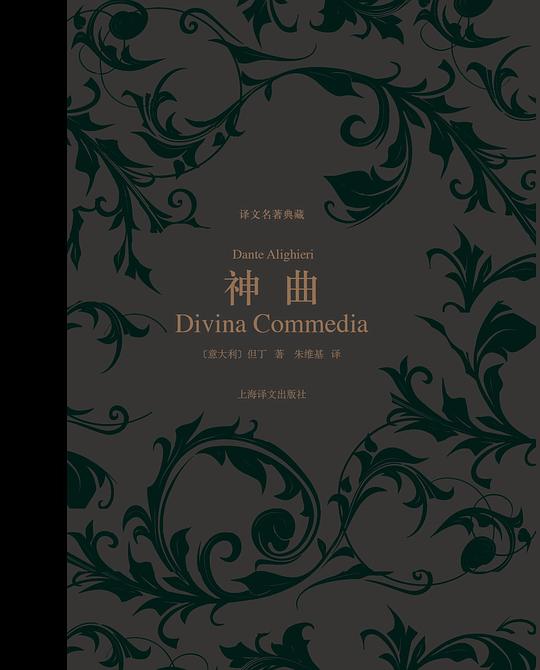 译文名著典藏
Dante Alighieri
神曲
Divina Commedia
〔意大利〕但丁 著 朱维基 译
上海译文出版社